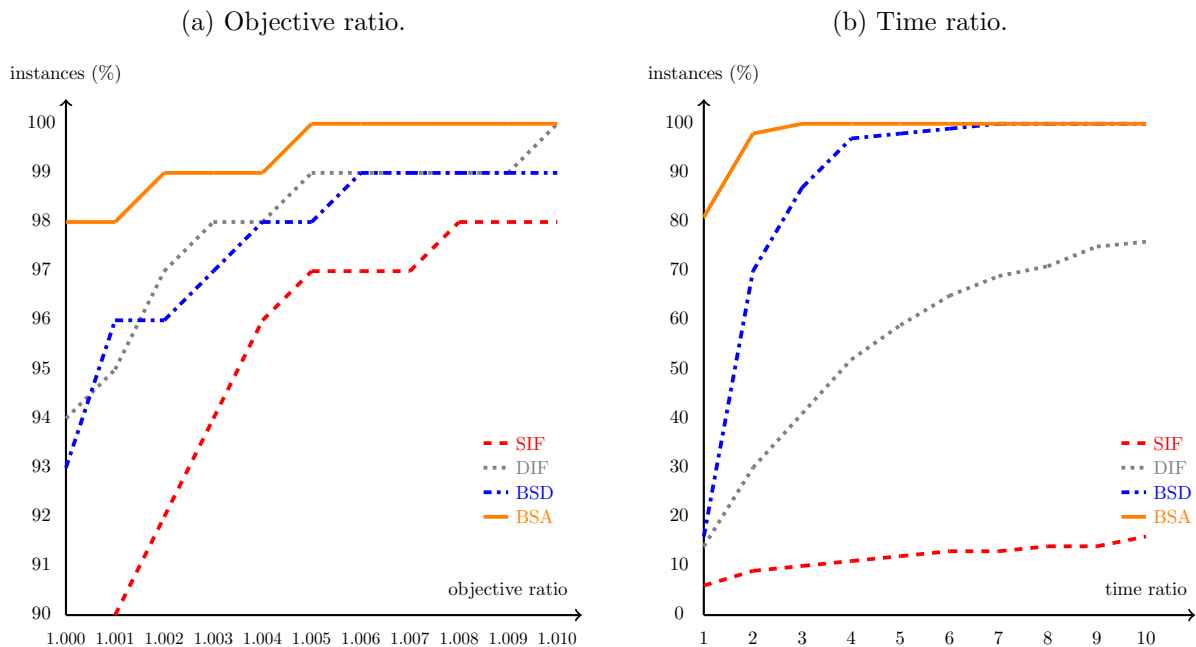 (a) Objective ratio.
instances (%)
100
99
98
97
96
95
94
93
92
91
90
1.000 1.001 1.002 1.003 1.004 1.005 1.006 1.007 1.008 1.009 1.010
objective ratio
SIF
DIF
BSD
BSA
(b) Time ratio.
instances (%)
100
90
80
70
60
50
40
30
20
10
0
1 2 3 4 5 6 7 8 9 10
time ratio
SIF
DIF
BSD
BSA